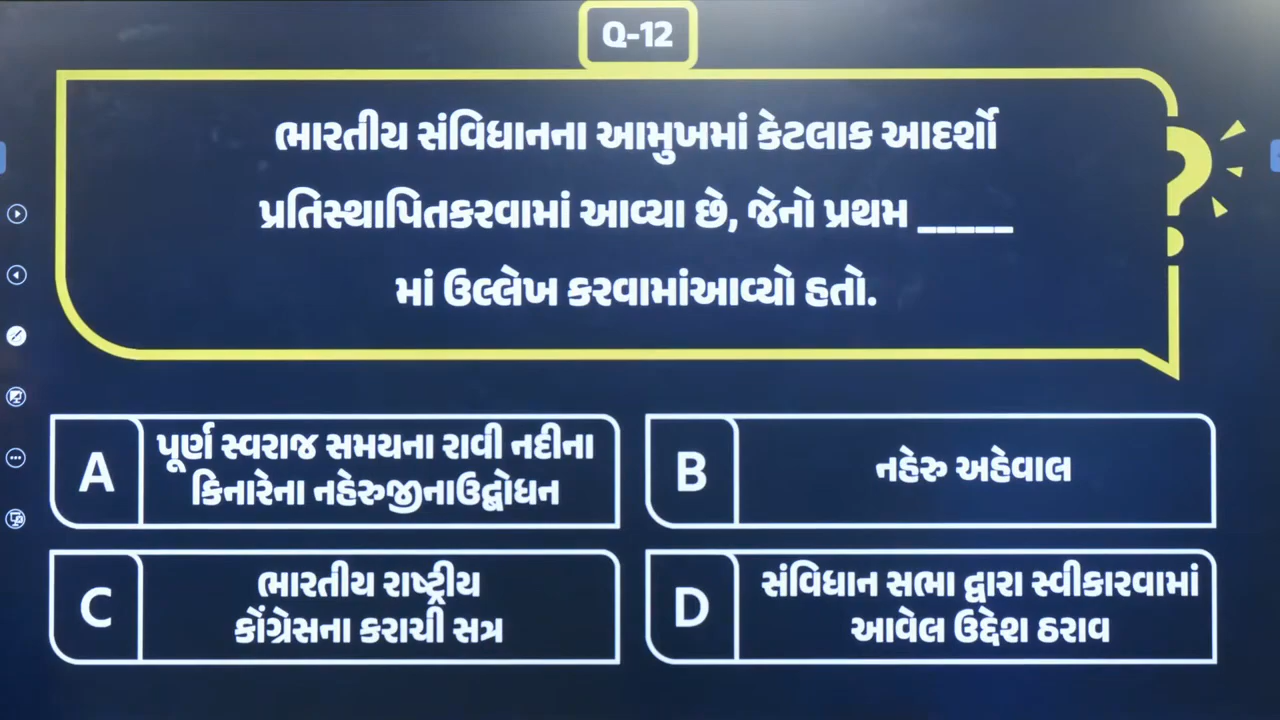 Q-12
ભારતીય સંવિધાનના આમુખમાં કેટલાક આદર્શો
પ્રતિસ્થાપિતકરવામાં આવ્યા છે, જેનો પ્રથમ _____
માં ઉલ્લેખ કરવામાંઆવ્યો હતો.
A
પૂર્ણ સ્વરાજ સમયના રાવી નદીના
કિનારેના નહેરુજીનાઉદ્બોધન
B
નહેરુ અહેવાલ
C
ભારતીય રાષ્ટ્રીય
કોંગ્રેસના કરાચી સત્ર
D
સંવિધાન સભા દ્વારા સ્વીકારવામાં
આવેલ ઉદ્દેશ ઠરાવ